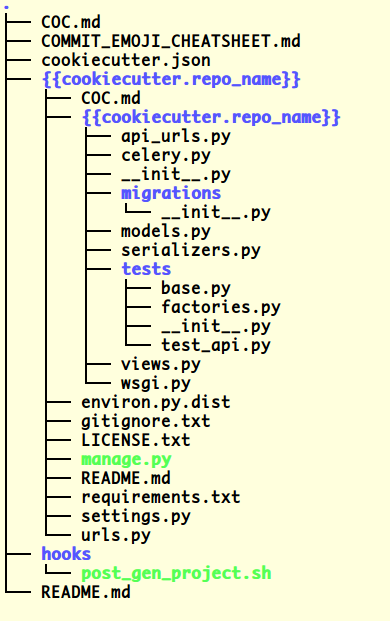 .
├── COC.md
├── COMMIT_EMOJI_CHEATSHEET.md
├── cookiecutter.json
├── {{cookiecutter.repo_name}}
│   ├── COC.md
│   ├── {{cookiecutter.repo_name}}
│   │   ├── api_urls.py
│   │   ├── celery.py
│   │   ├── __init__.py
│   │   ├── migrations
│   │   │   └── __init__.py
│   │   ├── models.py
│   │   ├── serializers.py
│   │   ├── tests
│   │   │   ├── base.py
│   │   │   ├── factories.py
│   │   │   ├── __init__.py
│   │   │   └── test_api.py
│   │   ├── views.py
│   │   └── wsgi.py
│   ├── environ.py.dist
│   ├── gitignore.txt
│   ├── LICENSE.txt
│   ├── manage.py
│   ├── README.md
│   ├── requirements.txt
│   ├── settings.py
│   └── urls.py
├── hooks
│   └── post_gen_project.sh
└── README.md